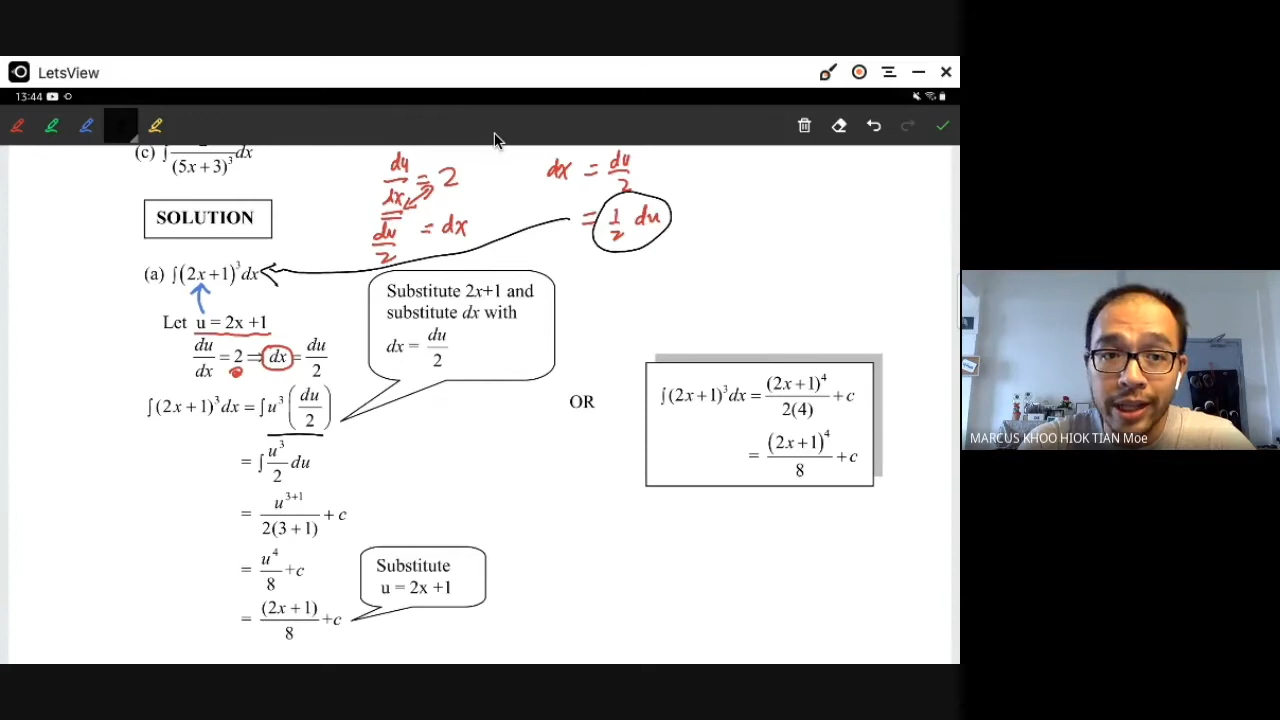 LetsView
13:44
(c) ∫ ─── dx
(5x+3)³
du/dx = 2
dx = du/2
du/2 = dx
= 1/2 du
SOLUTION
(a) ∫(2x+1)³dx
Let u = 2x +1
du/dx = 2 ⇒ dx = du/2
Substitute 2x+1 and
substitute dx with
dx = du/2
∫(2x+1)³dx = ∫u³(du/2)
OR
∫(2x+1)³dx = (2x+1)⁴/2(4) + c
= (2x+1)⁴/8 + c
MARCUS KHOO HIOK TIAN Moe
= ∫u³/2 du
= u³⁺¹/2(3+1) + c
= u⁴/8 +c
Substitute
u = 2x +1
= (2x+1)/8 +c